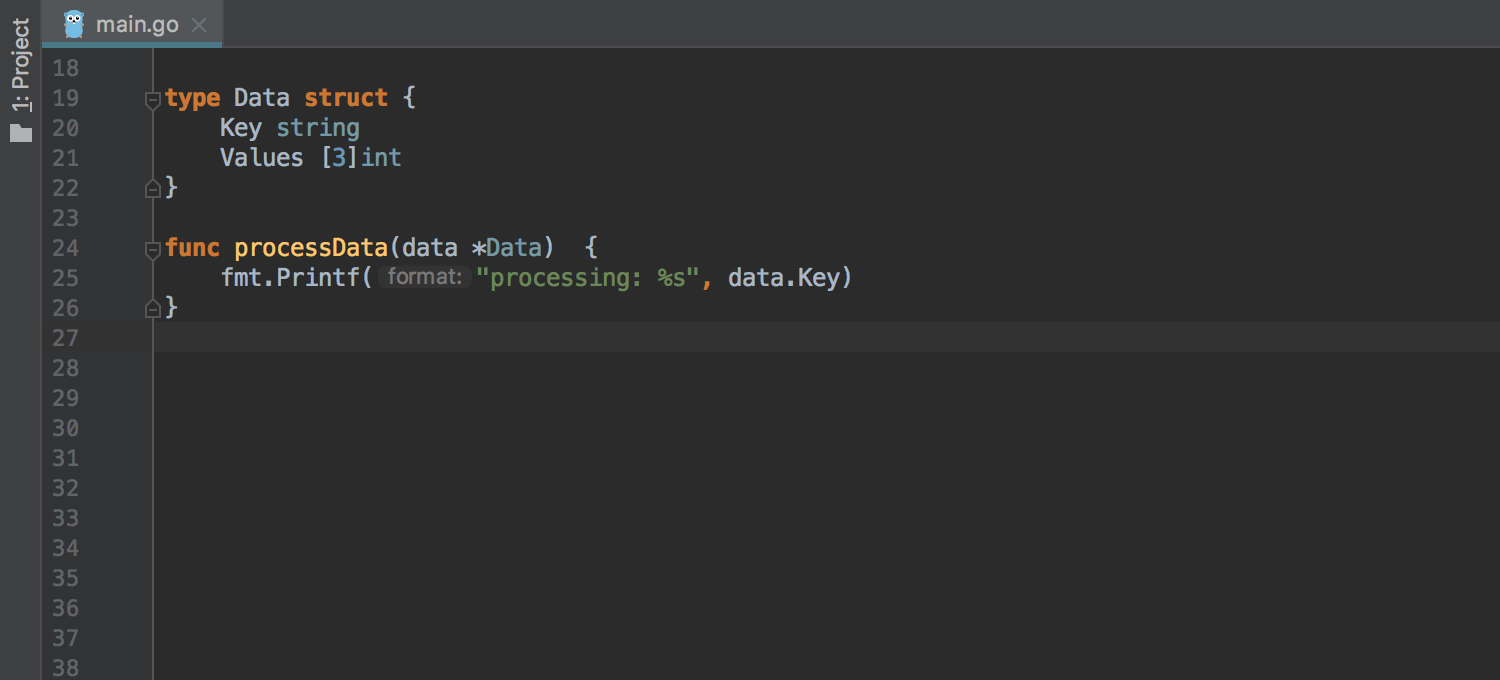 1: Project
main.go
18
19 type Data struct {
20 Key string
21 Values [3]int
22 }
23
24 func processData(data *Data)  {
25 fmt.Printf( format: "processing: %s", data.Key)
26 }
27
28
29
30
31
32
33
34
35
36
37
38